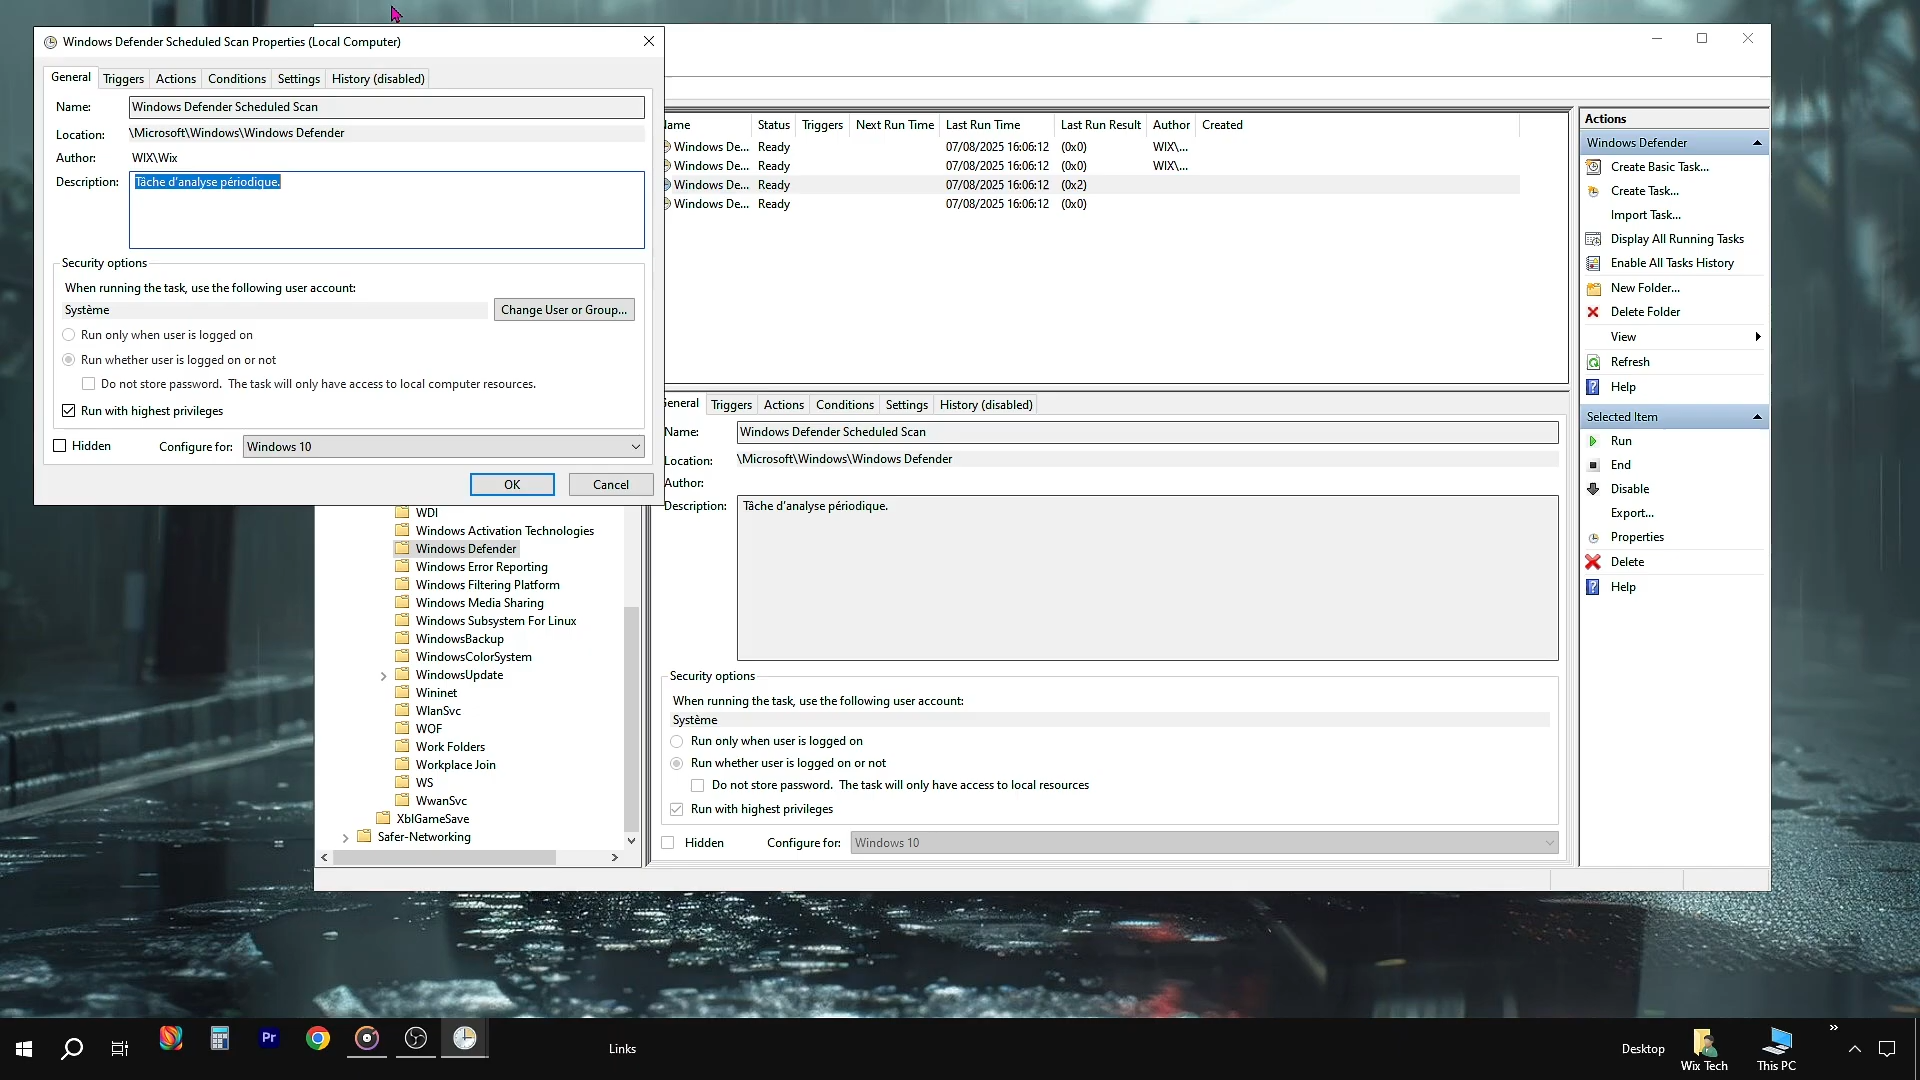 Windows Defender Scheduled Scan Properties (Local Computer)
General Triggers Actions Conditions Settings History (disabled)
Name: Windows Defender Scheduled Scan
Location: \Microsoft\Windows\Windows Defender
Author: WIX\Wix
Description: Tâche d'analyse périodique.
Security options
When running the task, use the following user account:
Système
Change User or Group...
Run only when user is logged on
Run whether user is logged on or not
Do not store password. The task will only have access to local computer resources.
Run with highest privileges
Hidden
Configure for: Windows 10
OK Cancel
WDI
Windows Activation Technologies
Windows Defender
Windows Error Reporting
Windows Filtering Platform
Windows Media Sharing
Windows Subsystem For Linux
WindowsBackup
WindowsColorSystem
WindowsUpdate
Wininet
WlanSvc
WOF
Work Folders
Workplace Join
WS
WwanSvc
XblGameSave
Safer-Networking
ame Status Triggers Next Run Time Last Run Time Last Run Result Author Created
Windows De... Ready 07/08/2025 16:06:12 (0x0) WIX\...
Windows De... Ready 07/08/2025 16:06:12 (0x0) WIX\...
Windows De... Ready 07/08/2025 16:06:12 (0x2)
Windows De... Ready 07/08/2025 16:06:12 (0x0)
eneral Triggers Actions Conditions Settings History (disabled)
Name: Windows Defender Scheduled Scan
Location: \Microsoft\Windows\Windows Defender
Author:
Description: Tâche d'analyse périodique.
Security options
When running the task, use the following user account:
Système
Run only when user is logged on
Run whether user is logged on or not
Do not store password. The task will only have access to local resources
Run with highest privileges
Hidden
Configure for: Windows 10
Actions
Windows Defender
Create Basic Task...
Create Task...
Import Task...
Display All Running Tasks
Enable All Tasks History
New Folder...
Delete Folder
View
Refresh
Help
Selected Item
Run
End
Disable
Export...
Properties
Delete
Help
Pr
Links
Desktop
Wix Tech
This PC